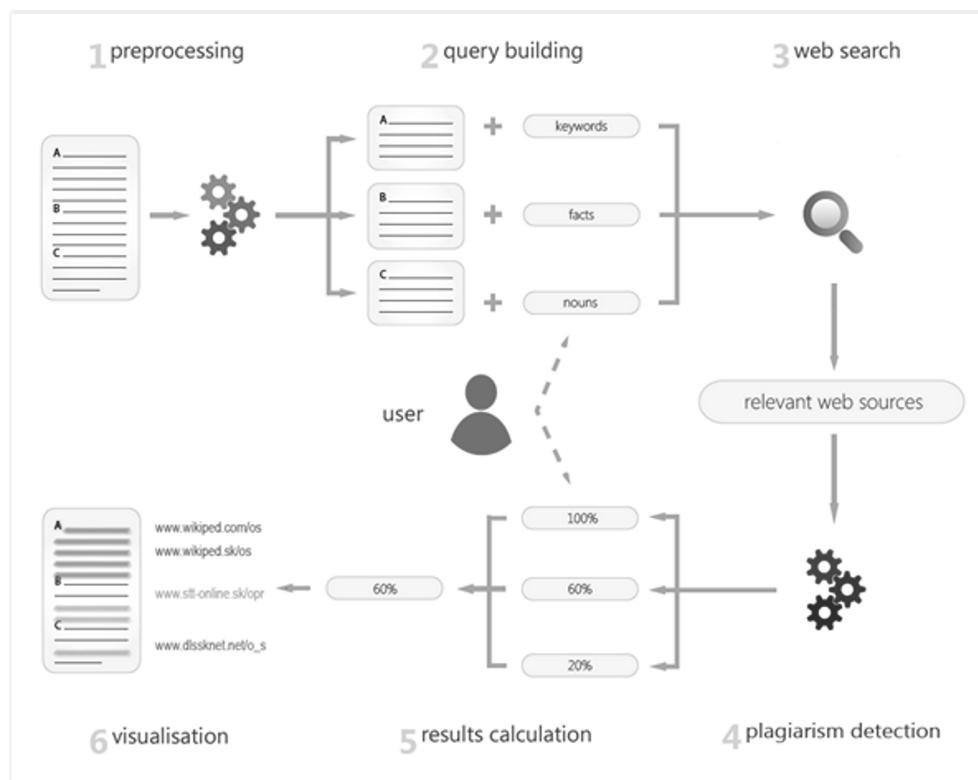 1 preprocessing
2 query building
3 web search
A
B
C
A
B
C
+ keywords
+ facts
+ nouns
user
relevant web sources
A
B
C
www.wikiped.com/os
www.wikiped.sk/os
www.stt-online.sk/opr
www.dlssknet.net/o_s
60%
100%
60%
20%
6 visualisation
5 results calculation
4 plagiarism detection